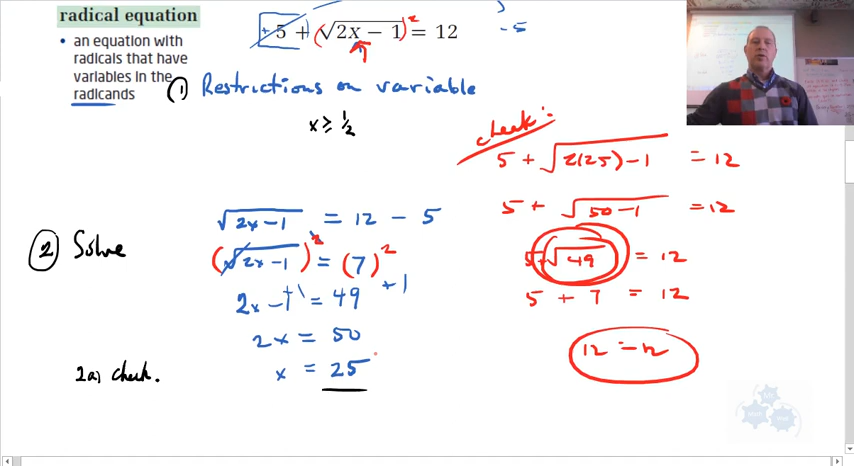 radical equation
• an equation with
radicals that have
variables in the
radicands
+ 5 + (√2x − 1)² = 12
- 5
① Restrictions on variable
x ≥ 1/2
② Solve
√2x-1 = 12 - 5
(√2x-1)² = (7)²
2x - 1 = 49 + 1
2x = 50
x = 25
2a) check.
check:
5 + √2(25)-1 = 12
5 + √50-1 = 12
5+√49 = 12
5 + 7 = 12
12 = 12